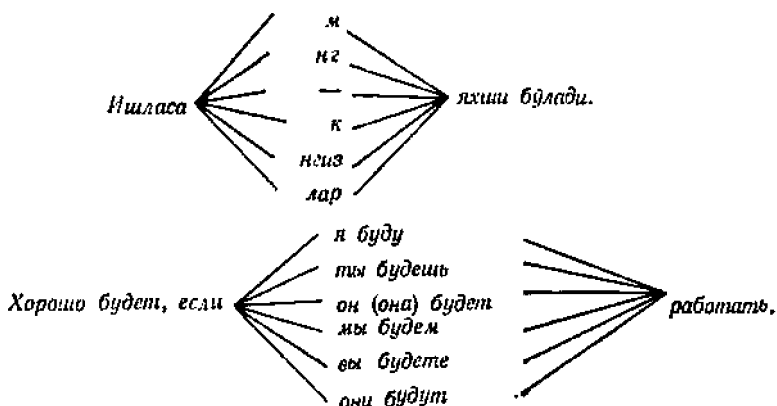 м
нг
Ишласа — яхши бўлади.
к
нгиз
лар
я буду
ты будешь
Хорошо будет, если он (она) будет работать.
мы будем
вы будете
они будут